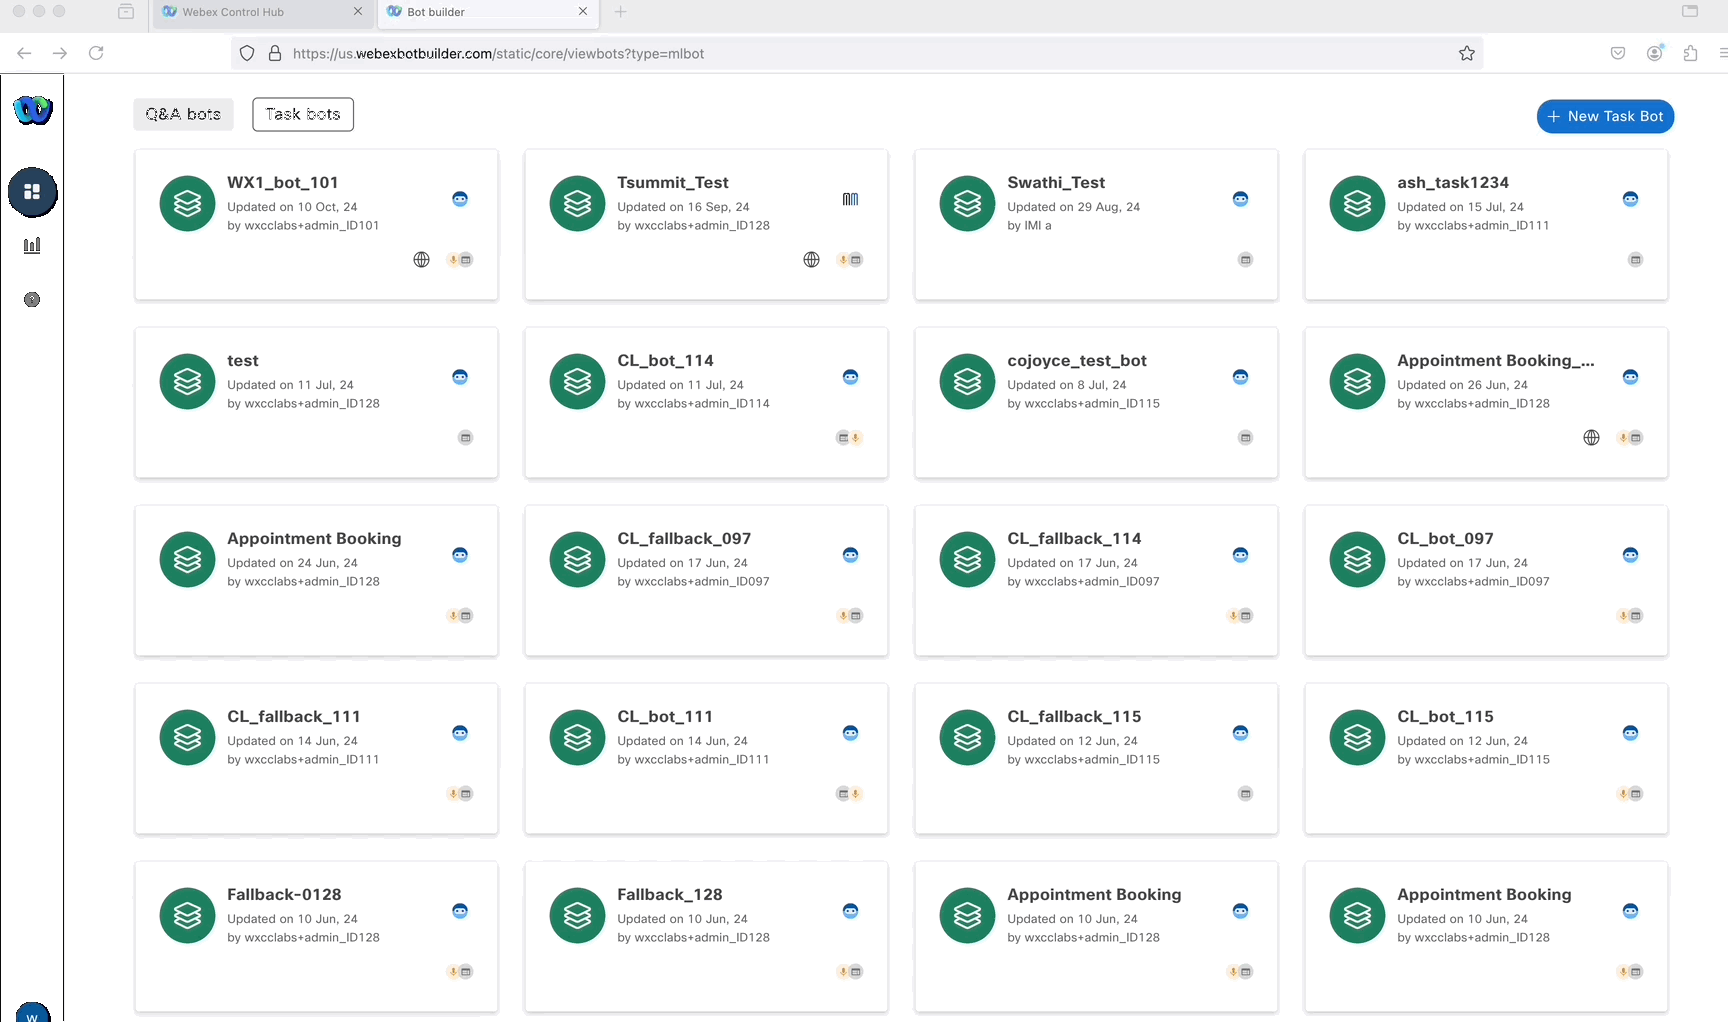 Webex Control Hub
Bot builder
https://us.webexbotbuilder.com/static/core/viewbots?type=mlbot
Q&A bots
Task bots
+ New Task Bot
WX1_bot_101
Updated on 10 Oct, 24
by wxcclabs+admin_ID101
Tsummit_Test
Updated on 16 Sep, 24
by wxcclabs+admin_ID128
Swathi_Test
Updated on 29 Aug, 24
by IMI a
ash_task1234
Updated on 15 Jul, 24
by wxcclabs+admin_ID111
test
Updated on 11 Jul, 24
by wxcclabs+admin_ID128
CL_bot_114
Updated on 11 Jul, 24
by wxcclabs+admin_ID114
cojoyce_test_bot
Updated on 8 Jul, 24
by wxcclabs+admin_ID115
Appointment Booking_...
Updated on 26 Jun, 24
by wxcclabs+admin_ID128
Appointment Booking
Updated on 24 Jun, 24
by wxcclabs+admin_ID128
CL_fallback_097
Updated on 17 Jun, 24
by wxcclabs+admin_ID097
CL_fallback_114
Updated on 17 Jun, 24
by wxcclabs+admin_ID097
CL_bot_097
Updated on 17 Jun, 24
by wxcclabs+admin_ID097
CL_fallback_111
Updated on 14 Jun, 24
by wxcclabs+admin_ID111
CL_bot_111
Updated on 14 Jun, 24
by wxcclabs+admin_ID111
CL_fallback_115
Updated on 12 Jun, 24
by wxcclabs+admin_ID115
CL_bot_115
Updated on 12 Jun, 24
by wxcclabs+admin_ID115
Fallback-0128
Updated on 10 Jun, 24
by wxcclabs+admin_ID128
Fallback_128
Updated on 10 Jun, 24
by wxcclabs+admin_ID128
Appointment Booking
Updated on 10 Jun, 24
by wxcclabs+admin_ID128
Appointment Booking
Updated on 10 Jun, 24
by wxcclabs+admin_ID128
W